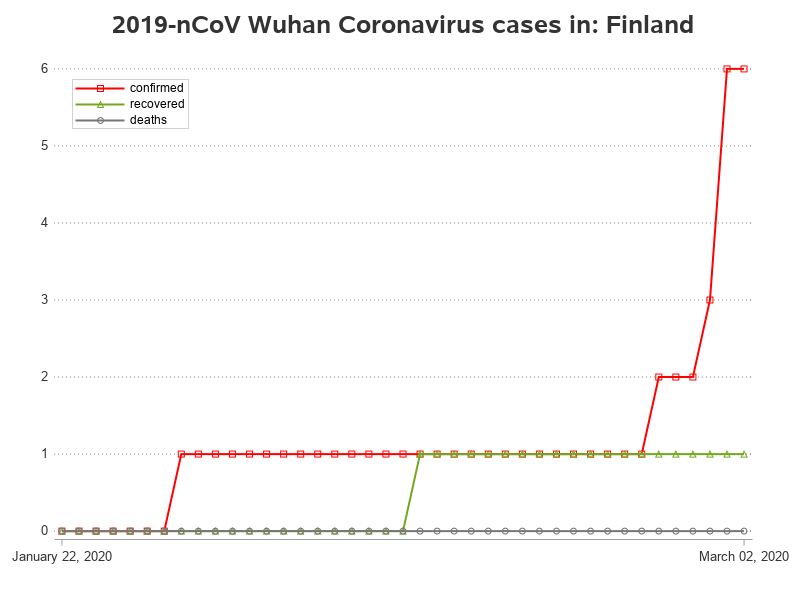 2019-nCoV Wuhan Coronavirus cases in: Finland
6
confirmed
recovered
deaths
5
4
3
2
1
0
January 22, 2020
March 02, 2020